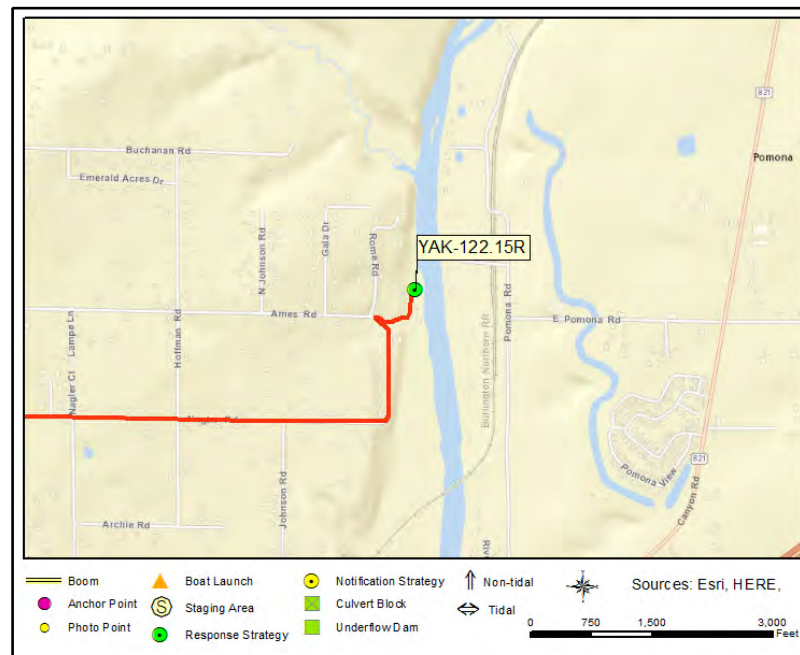 821
Buchanan Rd
Pomona
Emerald Acres Dr
N Johnson Rd
Gala Dr
Rome Rd
YAK-122.15R
Pomona Rd
Lampe Ln
Hoffman Rd
Ames Rd
E Pomona Rd
Burlington Northern RR
Nagler Ct
Nagler Rd
Johnson Rd
Pomona View
821
Canyon Rd
Archie Rd
Boom
Boat Launch
Notification Strategy
Non-tidal
Sources: Esri, HERE,
Anchor Point
S
Staging Area
Culvert Block
Tidal
Photo Point
Response Strategy
Underflow Dam
0 750 1,500 3,000
Feet